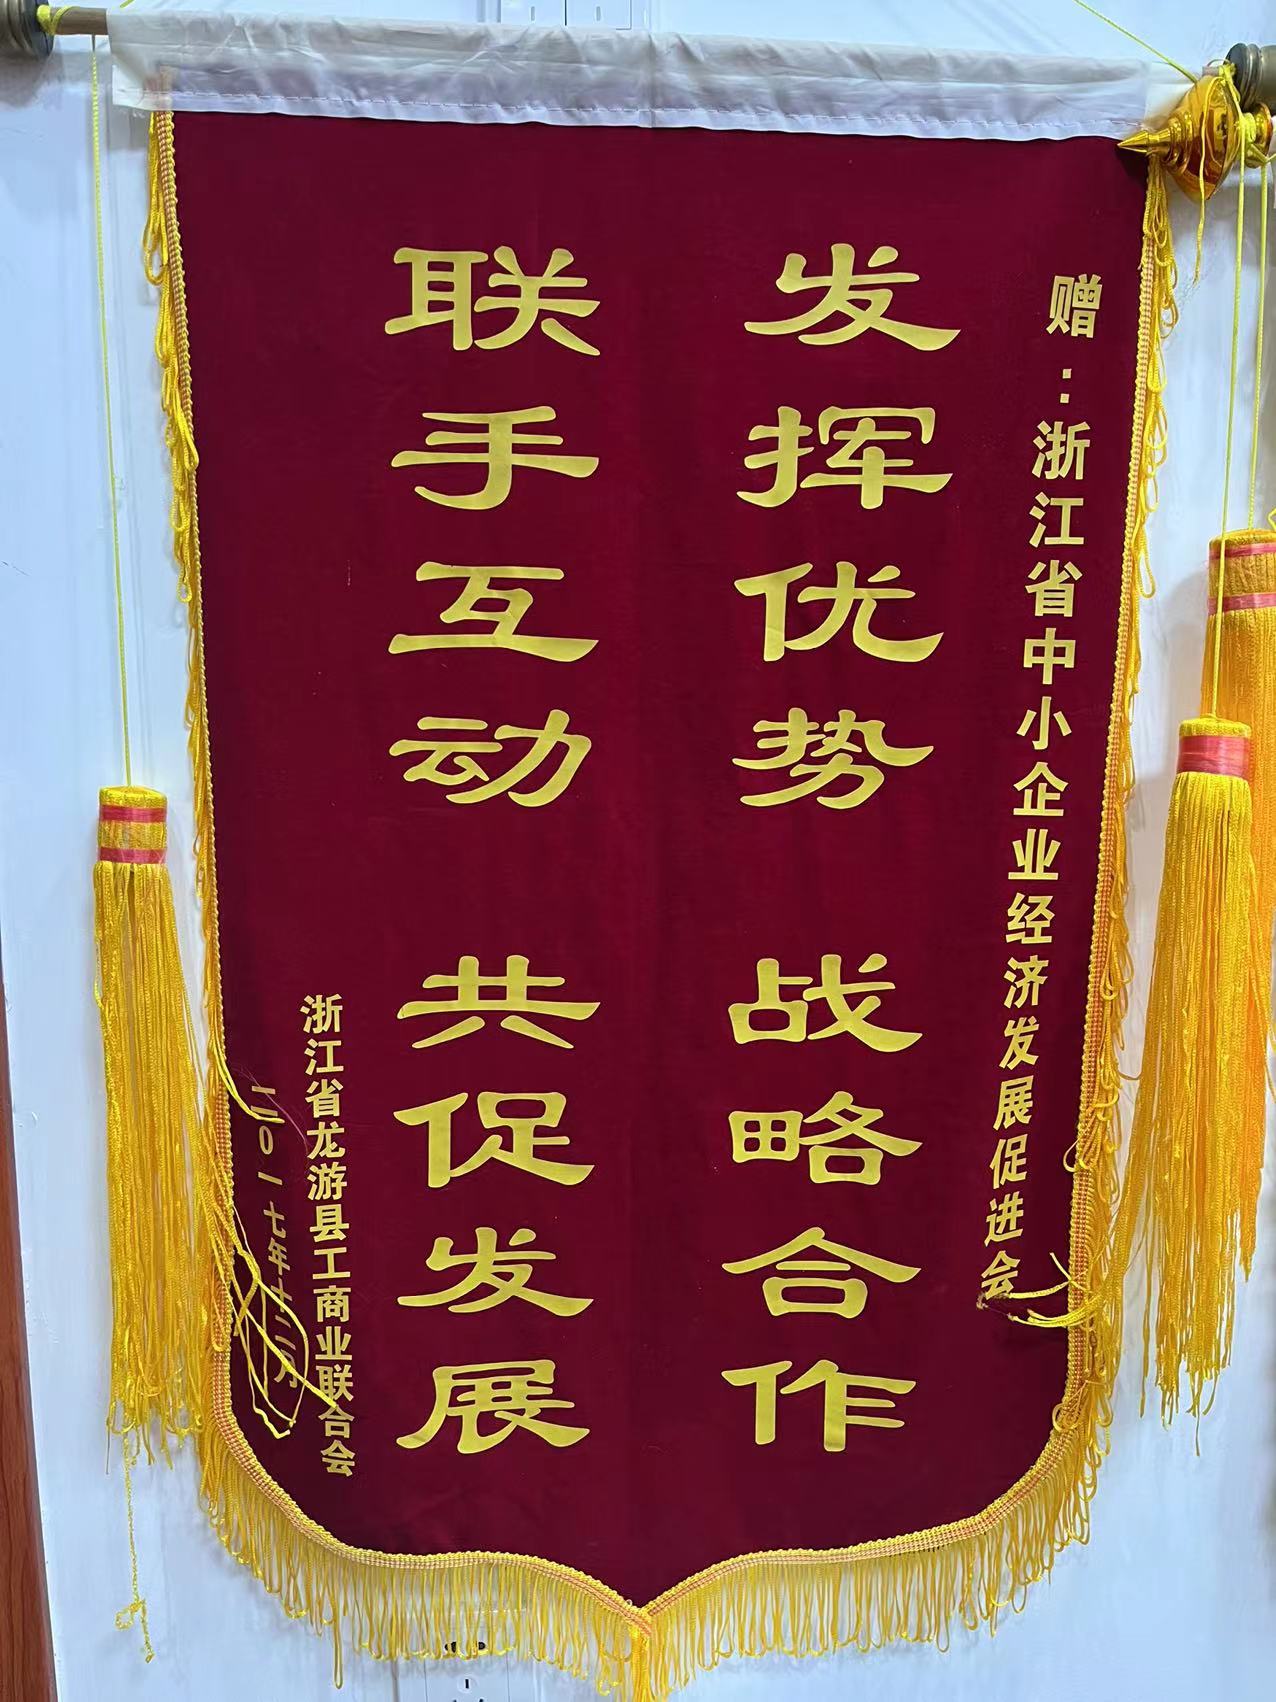 赠：浙江省中小企业经济发展促进会
发挥优势 战略合作
联手互动 共促发展
浙江省龙游县工商业联合会
二0一七年十二月